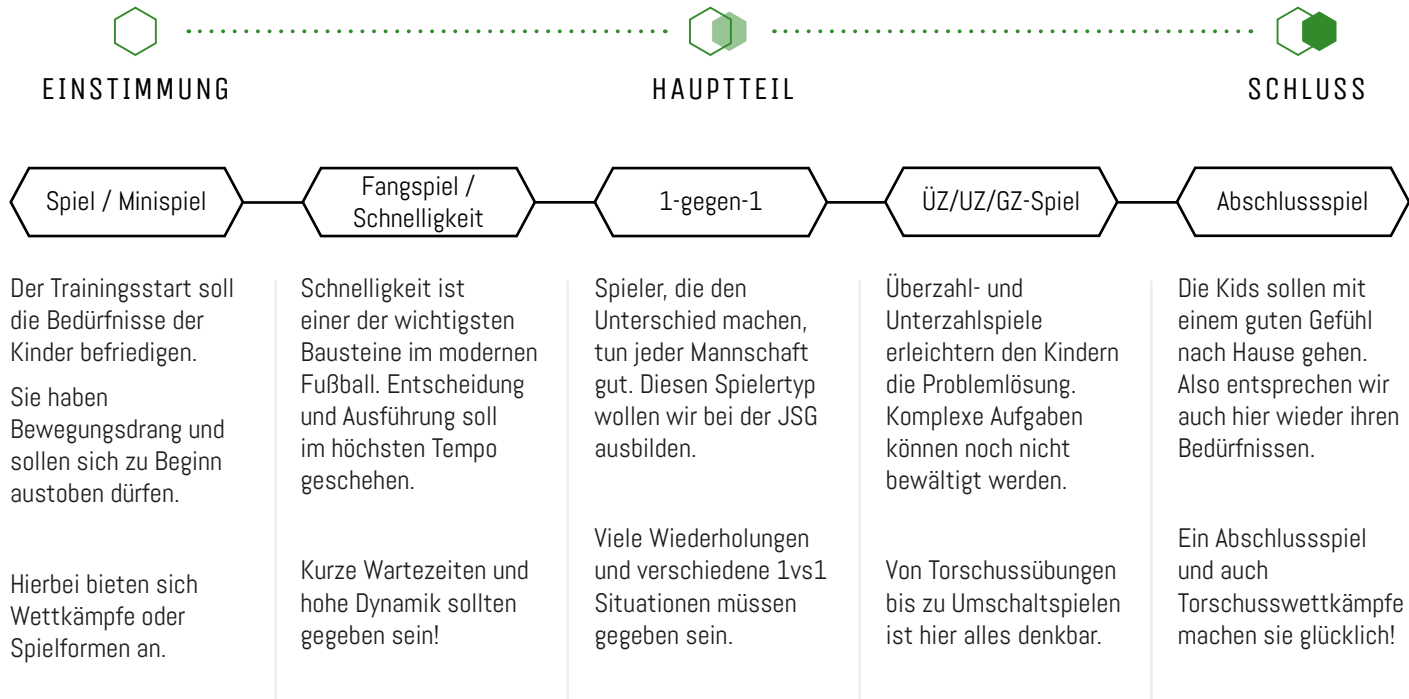 EINSTIMMUNG
HAUPTTEIL
SCHLUSS
Spiel / Minispiel
Fangspiel /
Schnelligkeit
1-gegen-1
ÜZ/UZ/GZ-Spiel
Abschlussspiel
Der Trainingsstart soll
die Bedürfnisse der
Kinder befriedigen.
Sie haben
Bewegungsdrang und
sollen sich zu Beginn
austoben dürfen.
Hierbei bieten sich
Wettkämpfe oder
Spielformen an.
Schnelligkeit ist
einer der wichtigsten
Bausteine im modernen
Fußball. Entscheidung
und Ausführung soll
im höchsten Tempo
geschehen.
Kurze Wartezeiten und
hohe Dynamik sollten
gegeben sein!
Spieler, die den
Unterschied machen,
tun jeder Mannschaft
gut. Diesen Spielertyp
wollen wir bei der JSG
ausbilden.
Viele Wiederholungen
und verschiedene 1vs1
Situationen müssen
gegeben sein.
Überzahl- und
Unterzahlspiele
erleichtern den Kindern
die Problemlösung.
Komplexe Aufgaben
können noch nicht
bewältigt werden.
Von Torschussübungen
bis zu Umschaltspielen
ist hier alles denkbar.
Die Kids sollen mit
einem guten Gefühl
nach Hause gehen.
Also entsprechen wir
auch hier wieder ihren
Bedürfnissen.
Ein Abschlussspiel
und auch
Torschusswettkämpfe
machen sie glücklich!